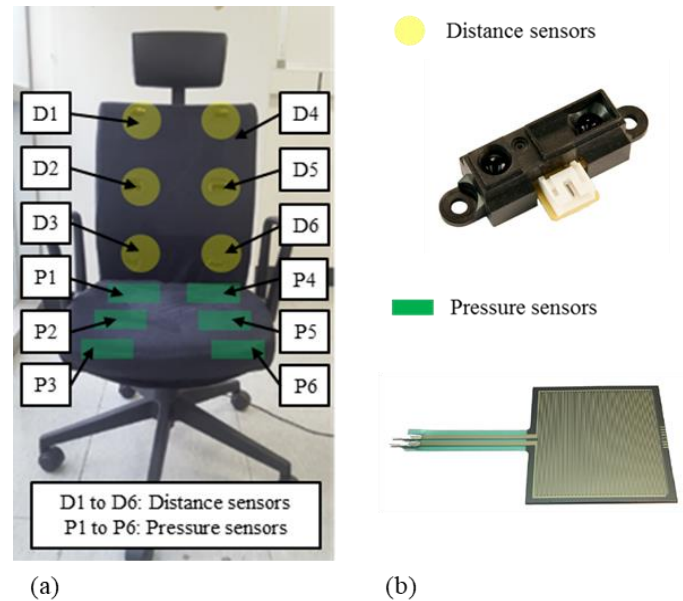 D1
D4
D2
D5
D3
D6
P1
P4
P2
P5
P3
P6
D1 to D6: Distance sensors
P1 to P6: Pressure sensors
(a)
Distance sensors
Pressure sensors
(b)